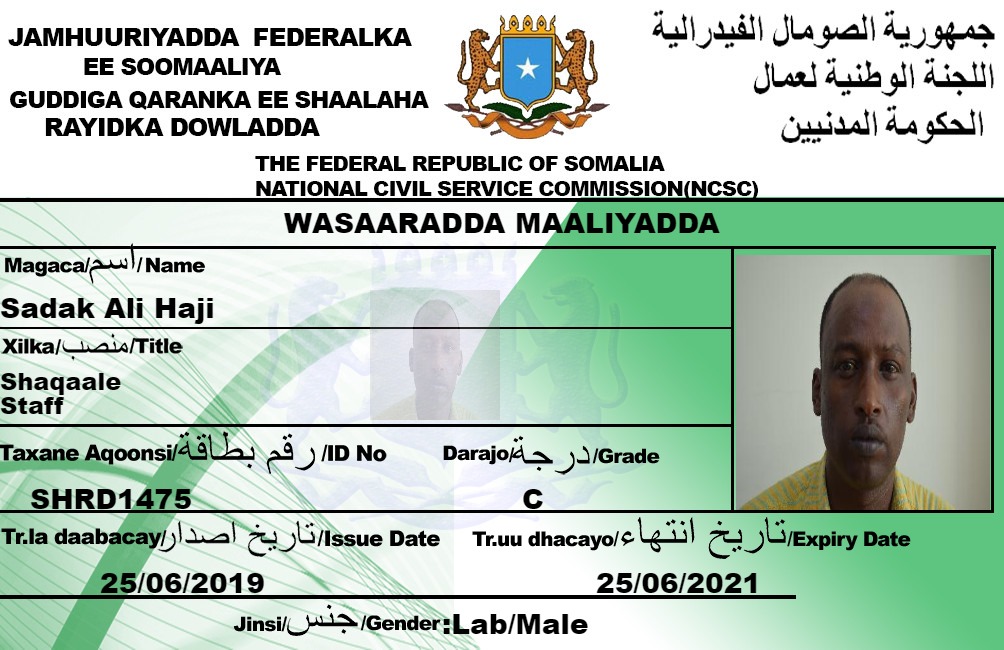 JAMHUURIYADDA FEDERALKA
EE SOOMAALIYA
GUDDIGA QARANKA EE SHAALAHA
RAYIDKA DOWLADDA
جمهورية الصومال الفيدرالية
اللجنة الوطنية لعمال
الحكومة المدنيين
THE FEDERAL REPUBLIC OF SOMALIA
NATIONAL CIVIL SERVICE COMMISSION(NCSC)
WASAARADDA MAALIYADDA
Magaca/اسم/Name
Sadak Ali Haji
Xilka/منصب/Title
Shaqaale
Staff
Taxane Aqoonsi/رقم بطاقة/ID No
Darajo/درجة/Grade
SHRD1475
C
Tr.la daabacay/تاريخ اصدار/Issue Date
Tr.uu dhacayo/تاريخ انتهاء/Expiry Date
25/06/2019
25/06/2021
Jinsi/جنس/Gender:Lab/Male